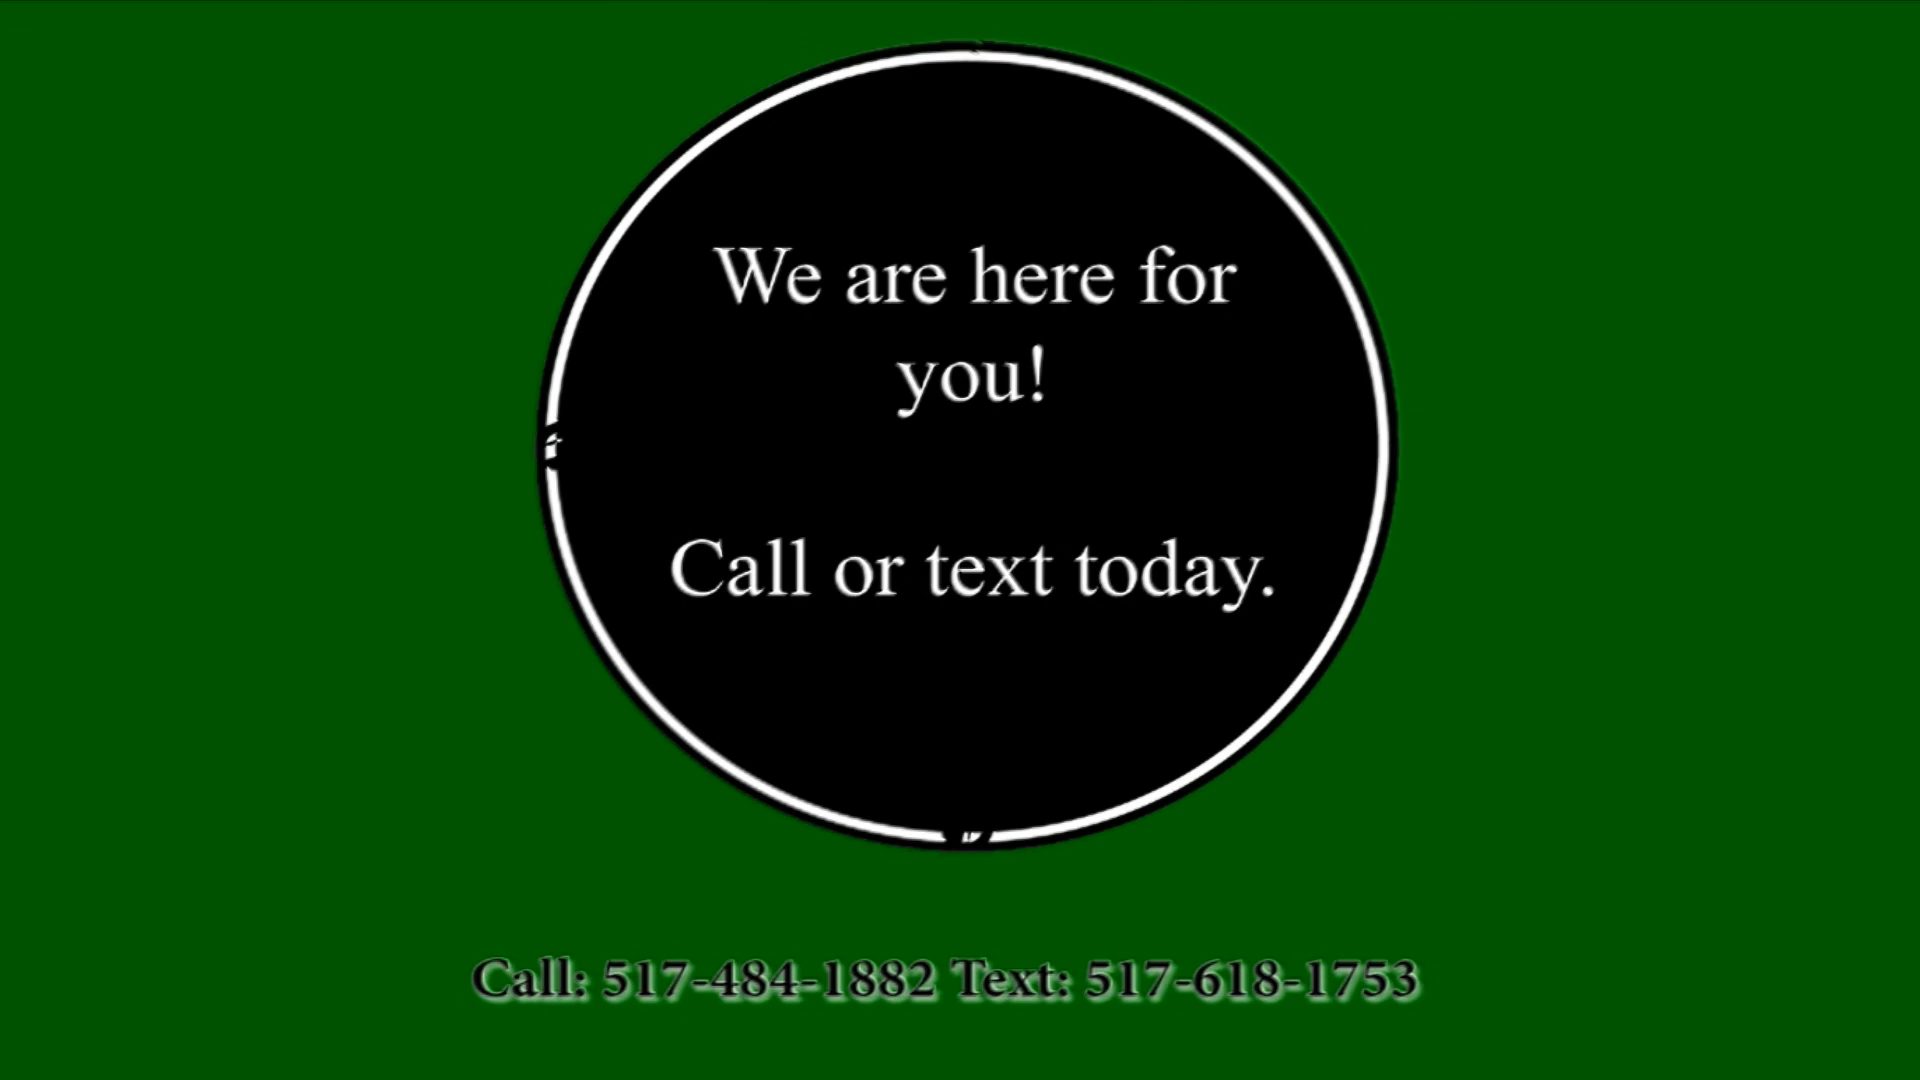 We are here for
you!
Call or text today.
Call: 517-484-1882 Text: 517-618-1753